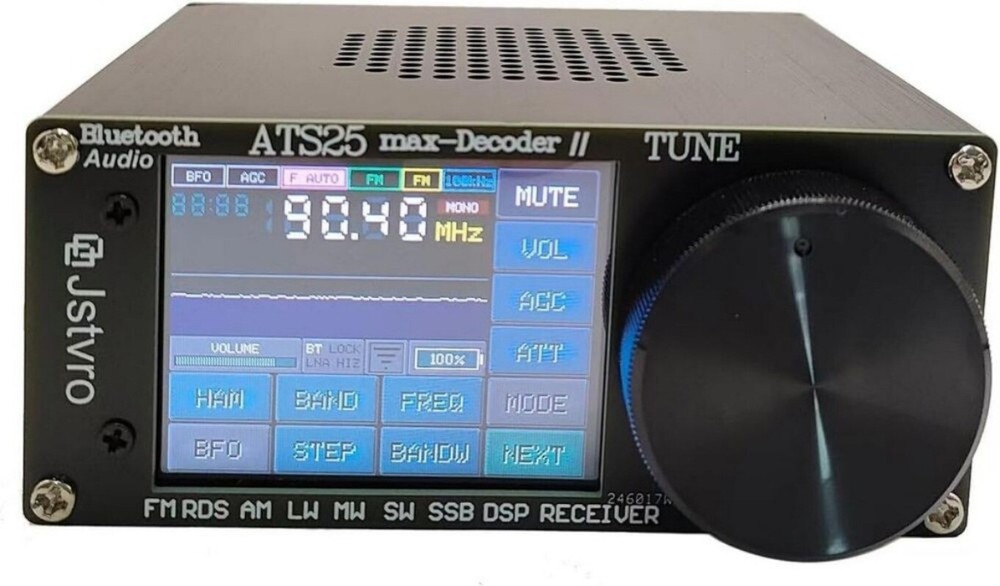 Bluetooth
Audio
ATS25 max-Decoder II
TUNE
Jstvro
BFO AGC F AUTO FM FM 100kHz
88:88 90.40 MONO
MHz
MUTE
VOL
AGC
ATT
VOLUME BT LOCK
LNA HIZ 100%
HAM BAND FREQ MODE
BFO STEP BANDW NEXT
FM RDS AM LW MW SW SSB DSP RECEIVER